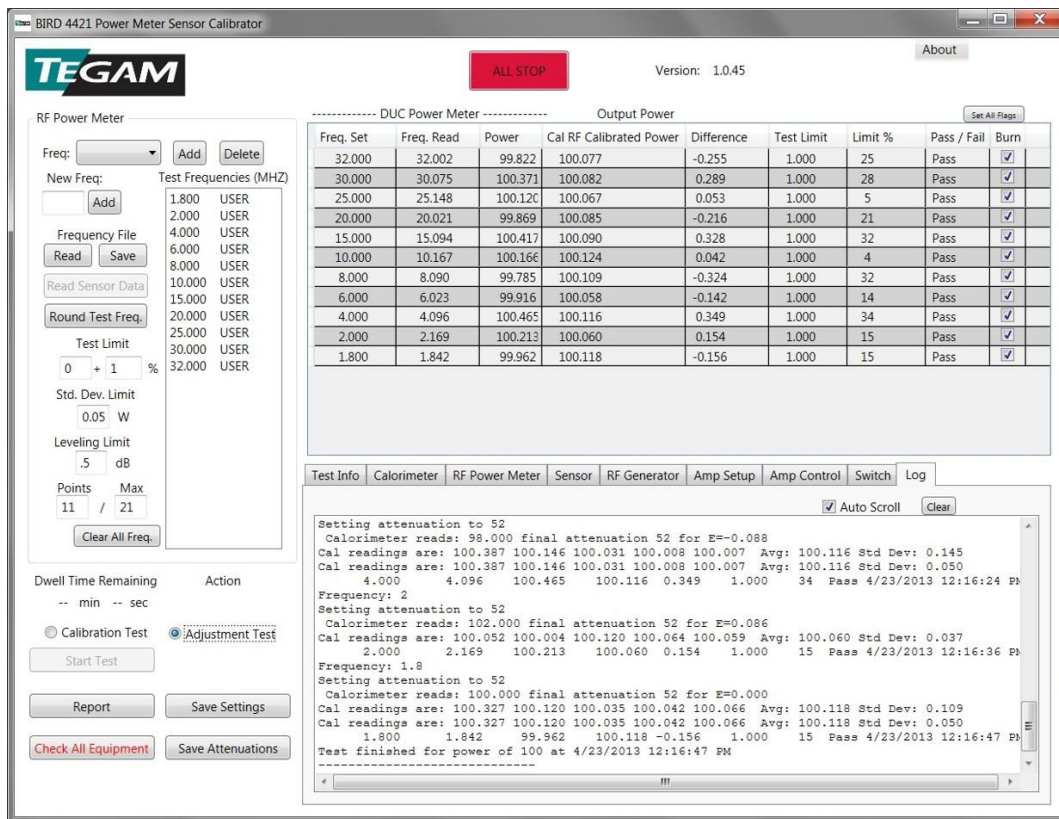 BIRD 4421 Power Meter Sensor Calibrator
TEGAM
ALL STOP
Version: 1.0.45
About
RF Power Meter
Freq:
Add
Delete
New Freq:
Add
Test Frequencies (MHZ)
1.800 USER
2.000 USER
4.000 USER
6.000 USER
8.000 USER
10.000 USER
15.000 USER
20.000 USER
25.000 USER
30.000 USER
32.000 USER
Frequency File
Read Save
Read Sensor Data
Round Test Freq.
Test Limit
0 + 1 %
Std. Dev. Limit
0.05 W
Leveling Limit
.5 dB
Points Max
11 / 21
Clear All Freq.
Dwell Time Remaining Action
-- min -- sec
Calibration Test Adjustment Test
Start Test
Report Save Settings
Check All Equipment Save Attenuations
------------- DUC Power Meter ------------- Output Power
Set All Flags
Freq. Set Freq. Read Power Cal RF Calibrated Power Difference Test Limit Limit % Pass / Fail Burn
32.000 32.002 99.822 100.077 -0.255 1.000 25 Pass
30.000 30.075 100.371 100.082 0.289 1.000 28 Pass
25.000 25.148 100.120 100.067 0.053 1.000 5 Pass
20.000 20.021 99.869 100.085 -0.216 1.000 21 Pass
15.000 15.094 100.417 100.090 0.328 1.000 32 Pass
10.000 10.167 100.166 100.124 0.042 1.000 4 Pass
8.000 8.090 99.785 100.109 -0.324 1.000 32 Pass
6.000 6.023 99.916 100.058 -0.142 1.000 14 Pass
4.000 4.096 100.465 100.116 0.349 1.000 34 Pass
2.000 2.169 100.213 100.060 0.154 1.000 15 Pass
1.800 1.842 99.962 100.118 -0.156 1.000 15 Pass
Test Info Calorimeter RF Power Meter Sensor RF Generator Amp Setup Amp Control Switch Log
Auto Scroll Clear
Setting attenuation to 52
Calorimeter reads: 98.000 final attenuation 52 for E=-0.088
Cal readings are: 100.387 100.146 100.031 100.008 100.007 Avg: 100.116 Std Dev: 0.145
Cal readings are: 100.387 100.146 100.031 100.008 100.007 Avg: 100.116 Std Dev: 0.050
4.000 4.096 100.465 100.116 0.349 1.000 34 Pass 4/23/2013 12:16:24 PM
Frequency: 2
Setting attenuation to 52
Calorimeter reads: 102.000 final attenuation 52 for E=0.086
Cal readings are: 100.052 100.004 100.120 100.064 100.059 Avg: 100.060 Std Dev: 0.037
2.000 2.169 100.213 100.060 0.154 1.000 15 Pass 4/23/2013 12:16:36 PM
Frequency: 1.8
Setting attenuation to 52
Calorimeter reads: 100.000 final attenuation 52 for E=0.000
Cal readings are: 100.327 100.120 100.035 100.042 100.066 Avg: 100.118 Std Dev: 0.109
Cal readings are: 100.327 100.120 100.035 100.042 100.066 Avg: 100.118 Std Dev: 0.050
1.800 1.842 99.962 100.118 -0.156 1.000 15 Pass 4/23/2013 12:16:47 PM
Test finished for power of 100 at 4/23/2013 12:16:47 PM
------------------------------